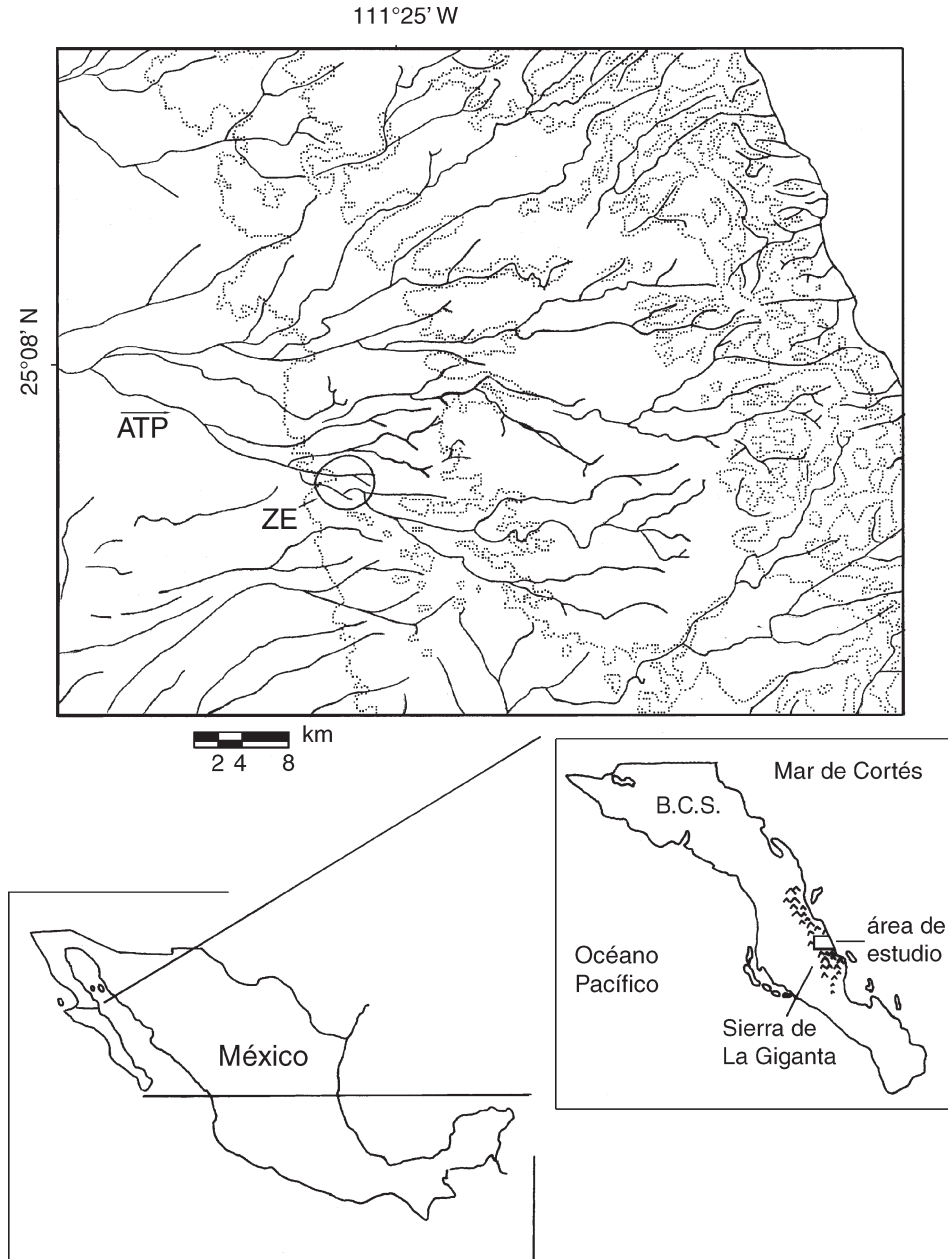 111°25' W
25°08' N
ATP
ZE
km
2 4 8
Mar de Cortés
B.C.S.
Océano
Pacífico
área de
estudio
Sierra de
La Giganta
México